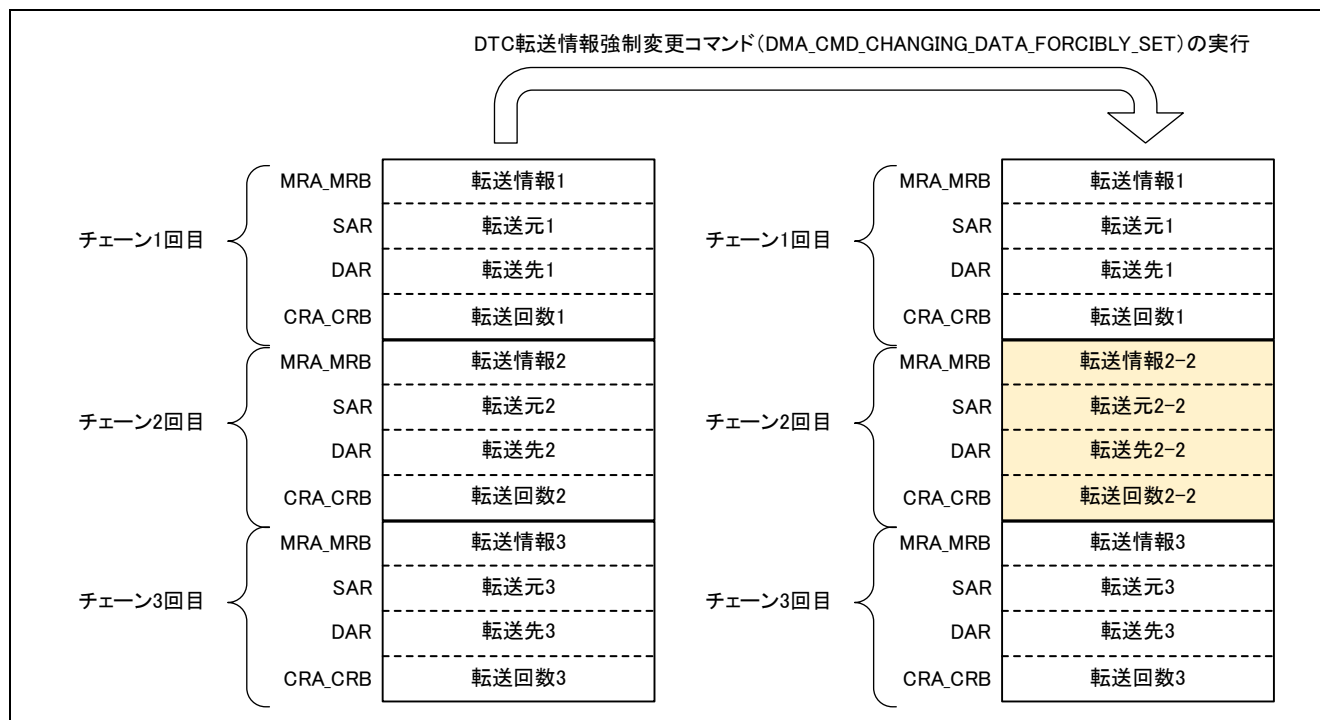 DTC転送情報強制変更コマンド(DMA_CMD_CHANGING_DATA_FORCIBLY_SET)の実行
チェーン1回目
MRA_MRB 転送情報1
SAR 転送元1
DAR 転送先1
CRA_CRB 転送回数1
チェーン2回目
MRA_MRB 転送情報2
SAR 転送元2
DAR 転送先2
CRA_CRB 転送回数2
チェーン3回目
MRA_MRB 転送情報3
SAR 転送元3
DAR 転送先3
CRA_CRB 転送回数3
チェーン1回目
MRA_MRB 転送情報1
SAR 転送元1
DAR 転送先1
CRA_CRB 転送回数1
チェーン2回目
MRA_MRB 転送情報2-2
SAR 転送元2-2
DAR 転送先2-2
CRA_CRB 転送回数2-2
チェーン3回目
MRA_MRB 転送情報3
SAR 転送元3
DAR 転送先3
CRA_CRB 転送回数3